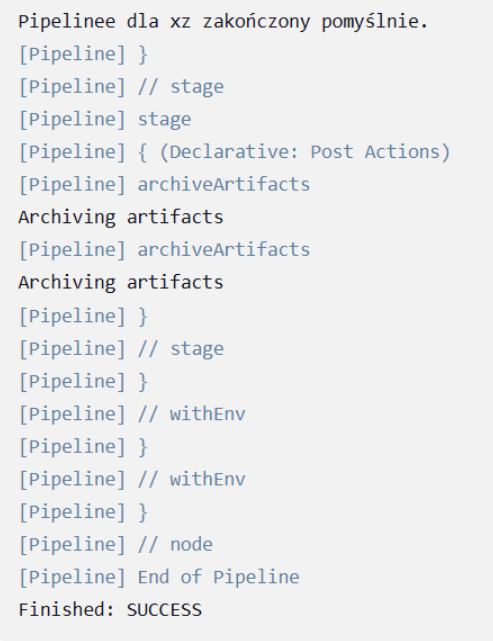 Pipelinee dla xz zakończony pomyślnie.
[Pipeline] }
[Pipeline] // stage
[Pipeline] stage
[Pipeline] { (Declarative: Post Actions)
[Pipeline] archiveArtifacts
Archiving artifacts
[Pipeline] archiveArtifacts
Archiving artifacts
[Pipeline] }
[Pipeline] // stage
[Pipeline] }
[Pipeline] // withEnv
[Pipeline] }
[Pipeline] // withEnv
[Pipeline] }
[Pipeline] // node
[Pipeline] End of Pipeline
Finished: SUCCESS